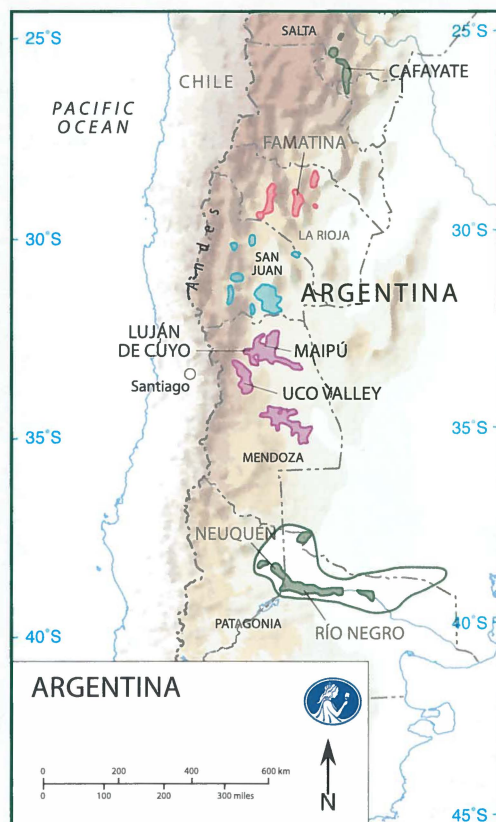 25°S
SALTA
25°S
CAFAYATE
CHILE
PACIFIC
OCEAN
FAMATINA
30°S
LA RIOJA
30°S
Andes
SAN
JUAN
ARGENTINA
LUJÁN
DE CUYO
MAIPÚ
Santiago
UCO VALLEY
35°S
35°S
MENDOZA
NEUQUÉN
PATAGONIA
RÍO NEGRO
40°S
40°S
ARGENTINA
0 200 400 600 km
0 100 200 300 miles
N
45°S